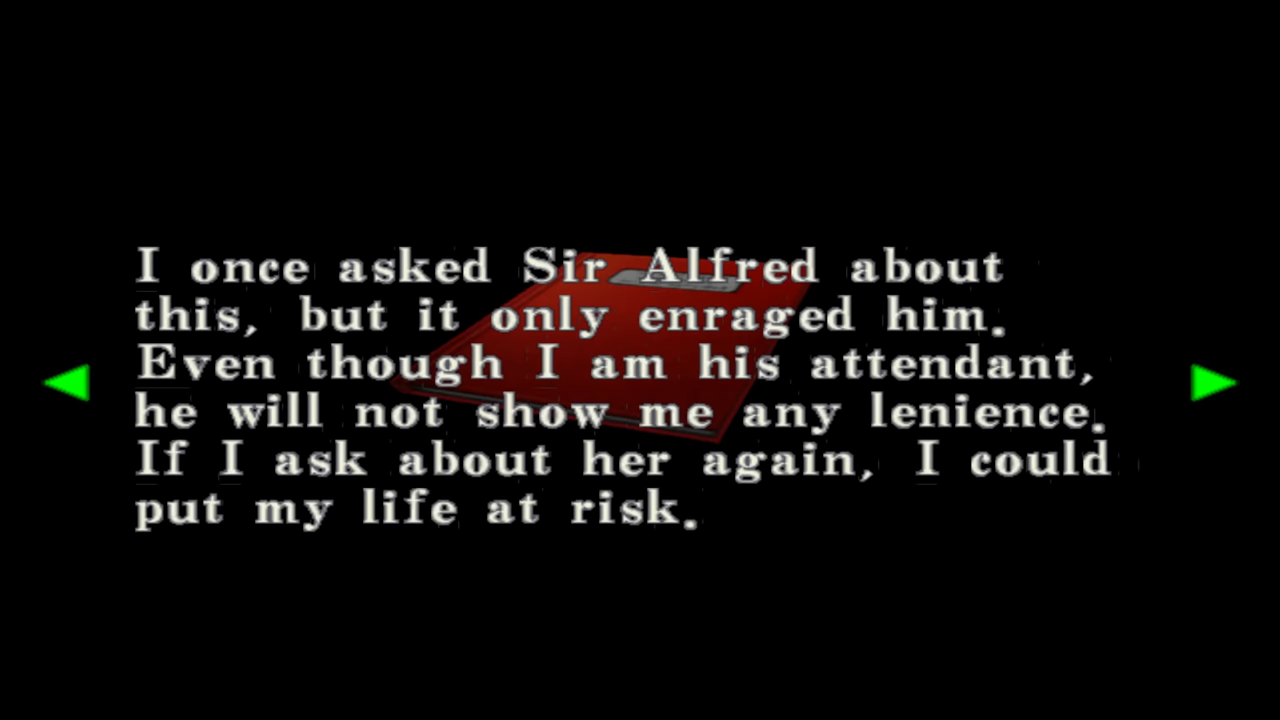 I once asked Sir Alfred about
this, but it only enraged him.
Even though I am his attendant,
he will not show me any lenience.
If I ask about her again, I could
put my life at risk.